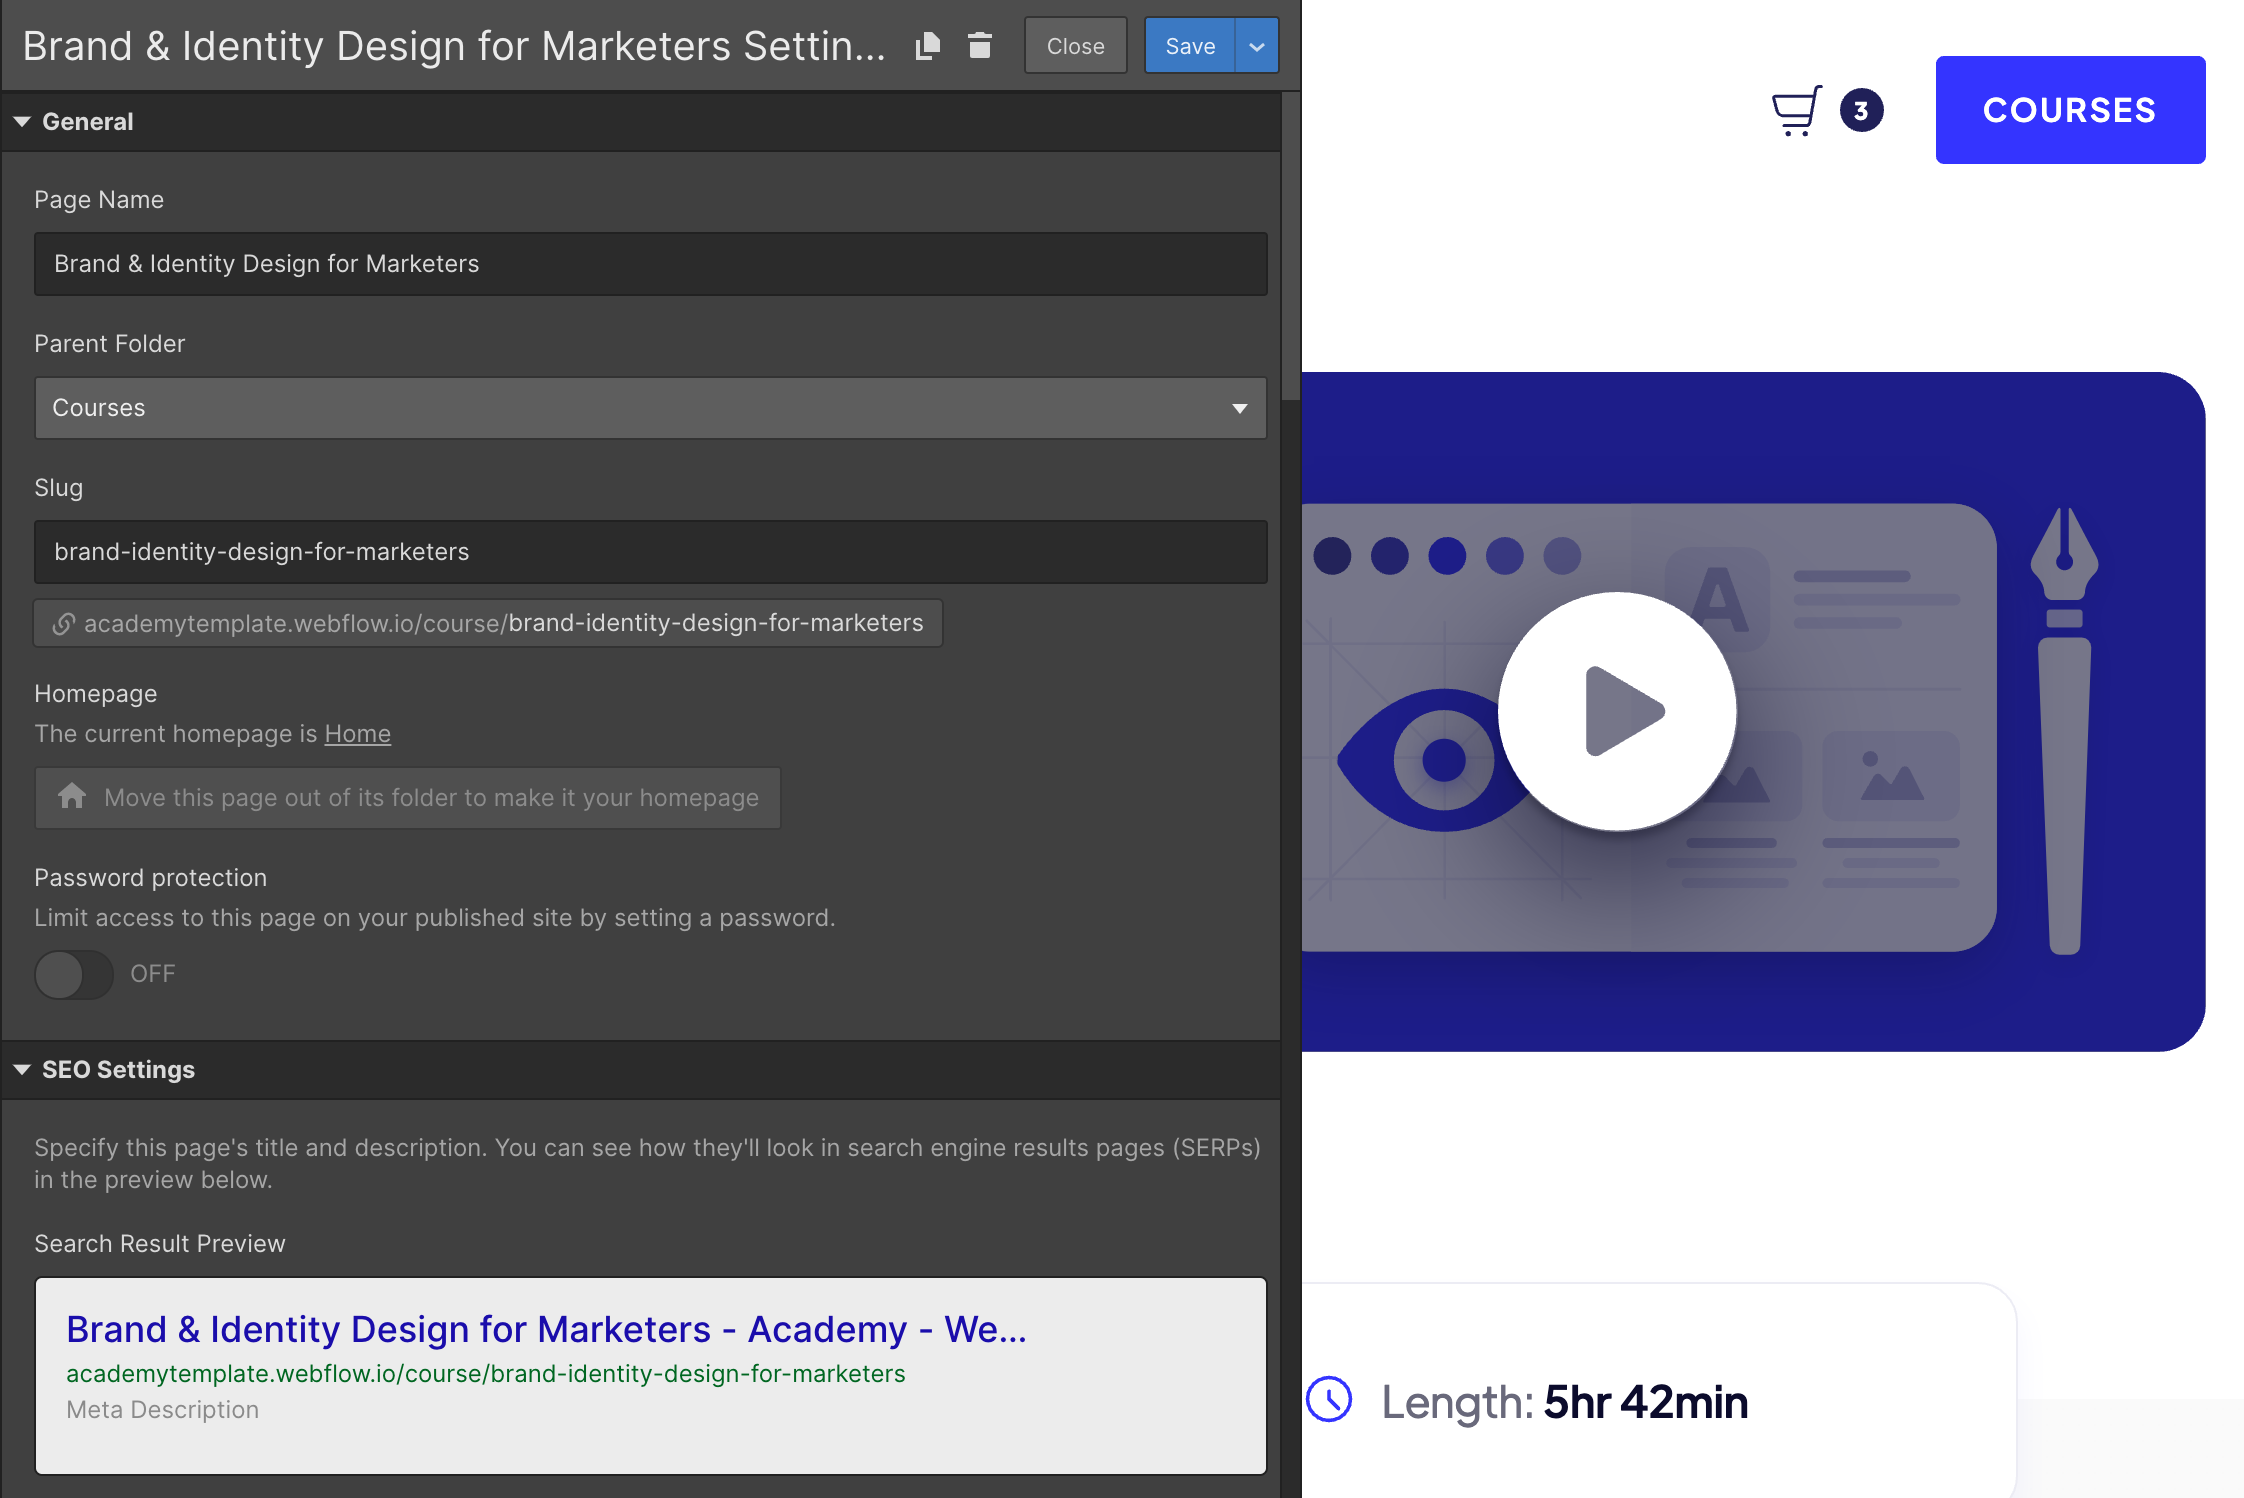 Brand & Identity Design for Marketers Settin...
Close
Save
3
COURSES
General
Page Name
Brand & Identity Design for Marketers
Parent Folder
Courses
Slug
brand-identity-design-for-marketers
academytemplate.webflow.io/course/brand-identity-design-for-marketers
Homepage
The current homepage is Home
Move this page out of its folder to make it your homepage
Password protection
Limit access to this page on your published site by setting a password.
OFF
A
SEO Settings
Specify this page's title and description. You can see how they'll look in search engine results pages (SERPs)
in the preview below.
Search Result Preview
Brand & Identity Design for Marketers - Academy - We...
academytemplate.webflow.io/course/brand-identity-design-for-marketers
Meta Description
Length: 5hr 42min